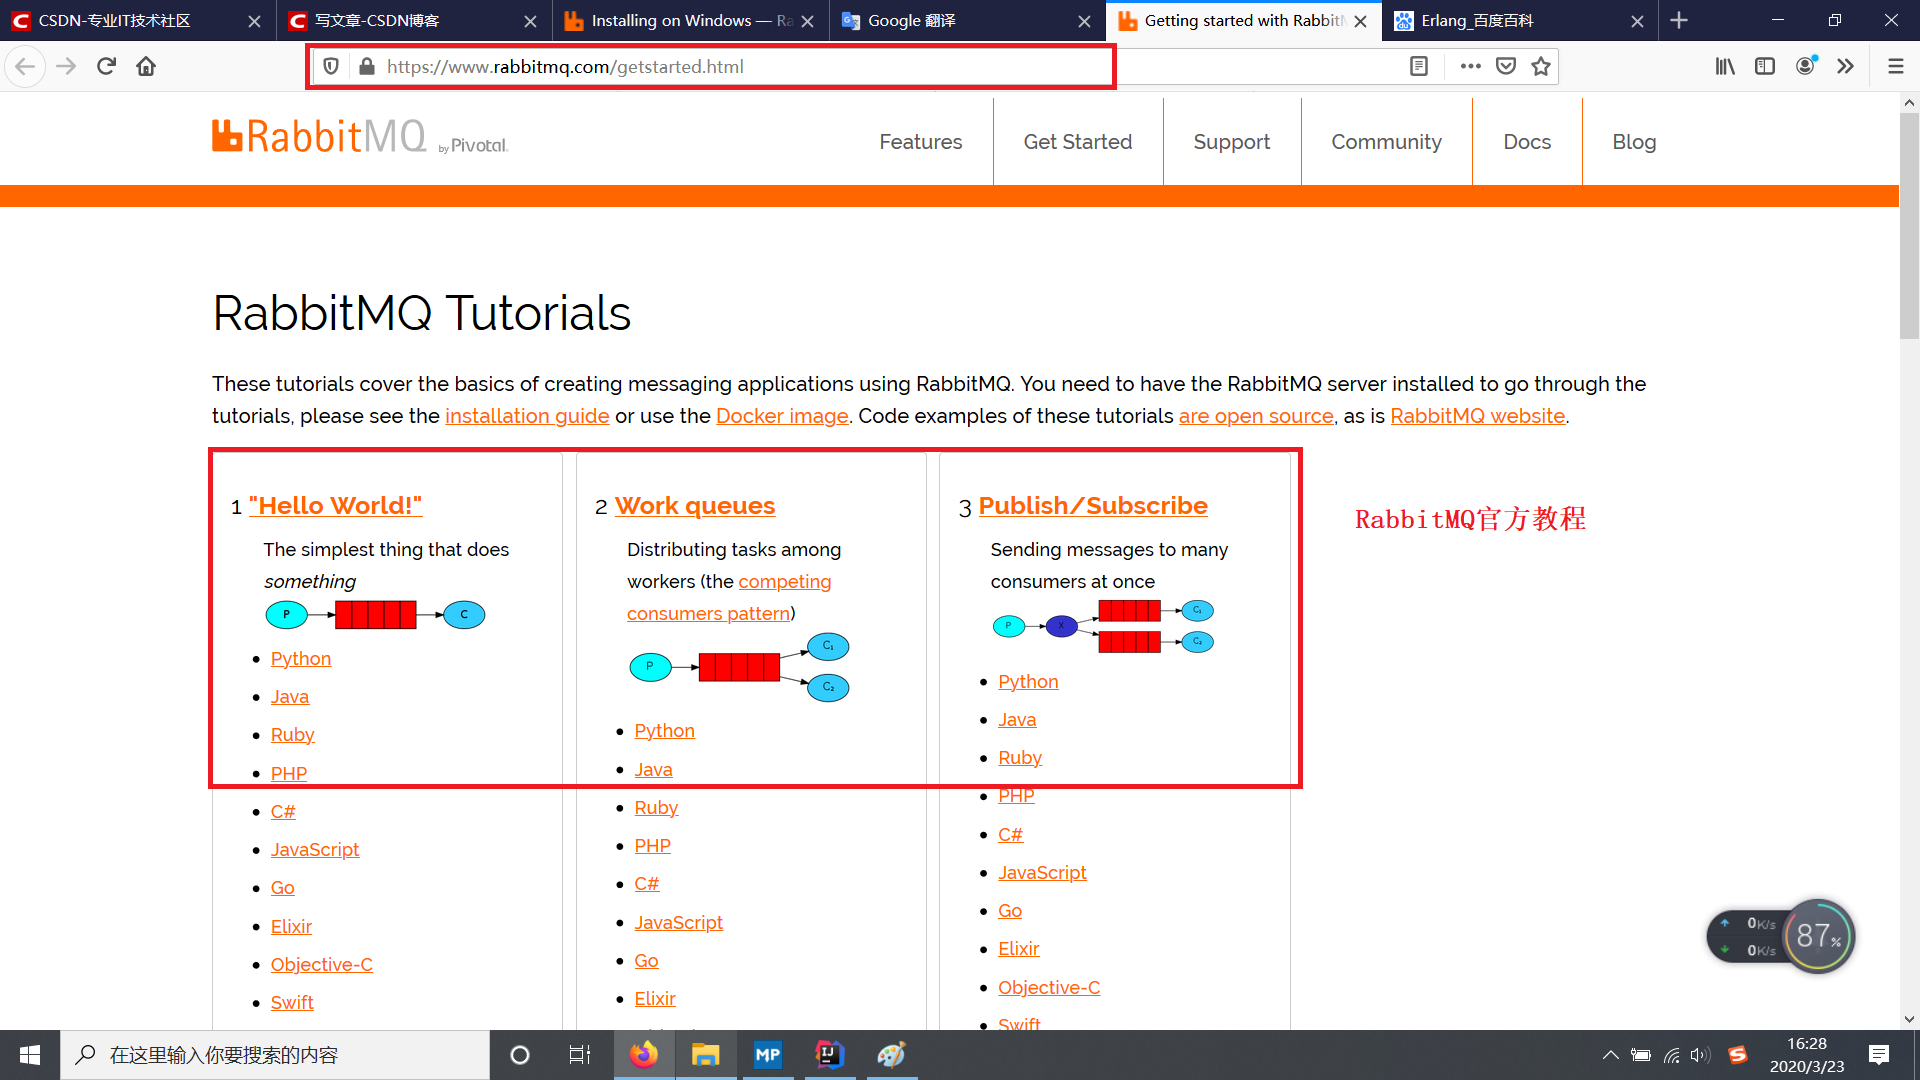 CSDN-专业IT技术社区
写文章-CSDN博客
Installing on Windows — Ra
Google 翻译
Getting started with Rabbit
Erlang_百度百科
https://www.rabbitmq.com/getstarted.html
RabbitMQ by Pivotal
Features
Get Started
Support
Community
Docs
Blog
RabbitMQ Tutorials
These tutorials cover the basics of creating messaging applications using RabbitMQ. You need to have the RabbitMQ server installed to go through the
tutorials, please see the installation guide or use the Docker image. Code examples of these tutorials are open source, as is RabbitMQ website.
1 "Hello World!"
The simplest thing that does
something
P
C
Python
Java
Ruby
PHP
C#
JavaScript
Go
Elixir
Objective-C
Swift
2 Work queues
Distributing tasks among
workers (the competing
consumers pattern)
P
C₁
C₂
Python
Java
Ruby
PHP
C#
JavaScript
Go
Elixir
3 Publish/Subscribe
Sending messages to many
consumers at once
P
X
C₁
C₂
Python
Java
Ruby
PHP
C#
JavaScript
Go
Elixir
Objective-C
Swift
RabbitMQ官方教程
0K/s
0K/s
87%
在这里输入你要搜索的内容
MP
IJ
16:28
2020/3/23